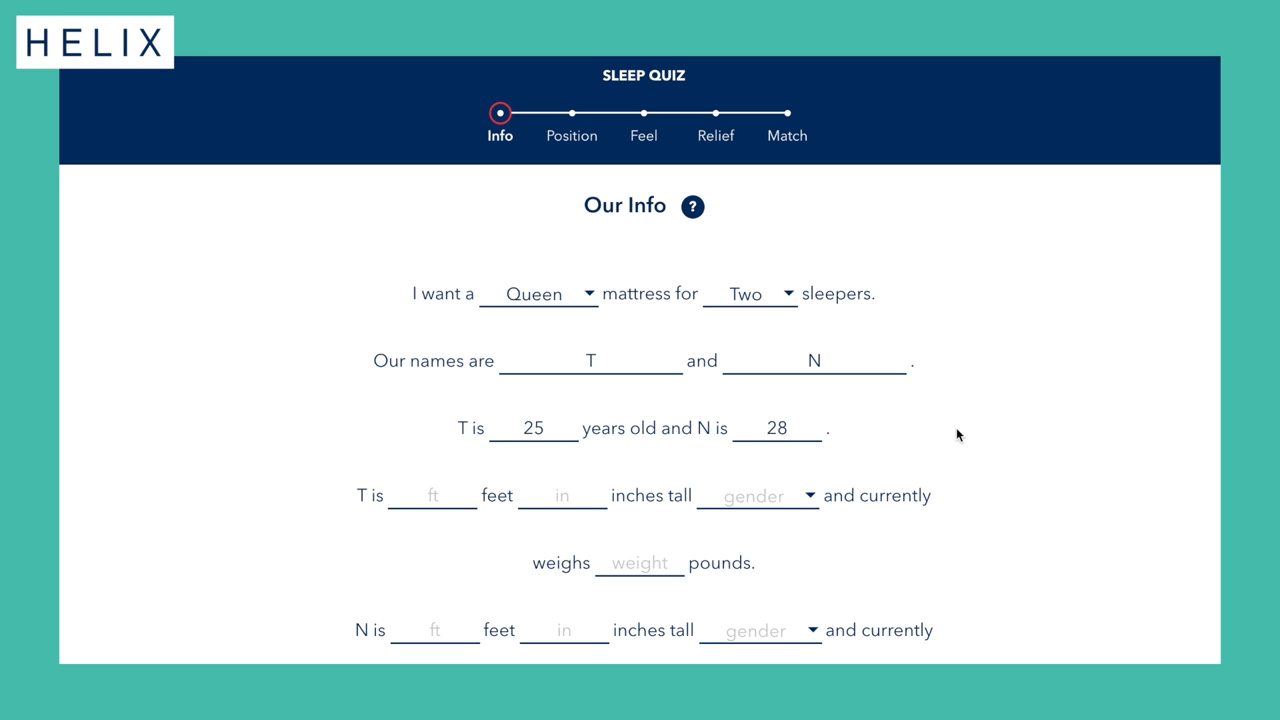 HELIX
SLEEP QUIZ
Info Position Feel Relief Match
Our Info ?
I want a Queen mattress for Two sleepers.
Our names are T and N .
T is 25 years old and N is 28 .
T is ft feet in inches tall gender and currently
weighs weight pounds.
N is ft feet in inches tall gender and currently